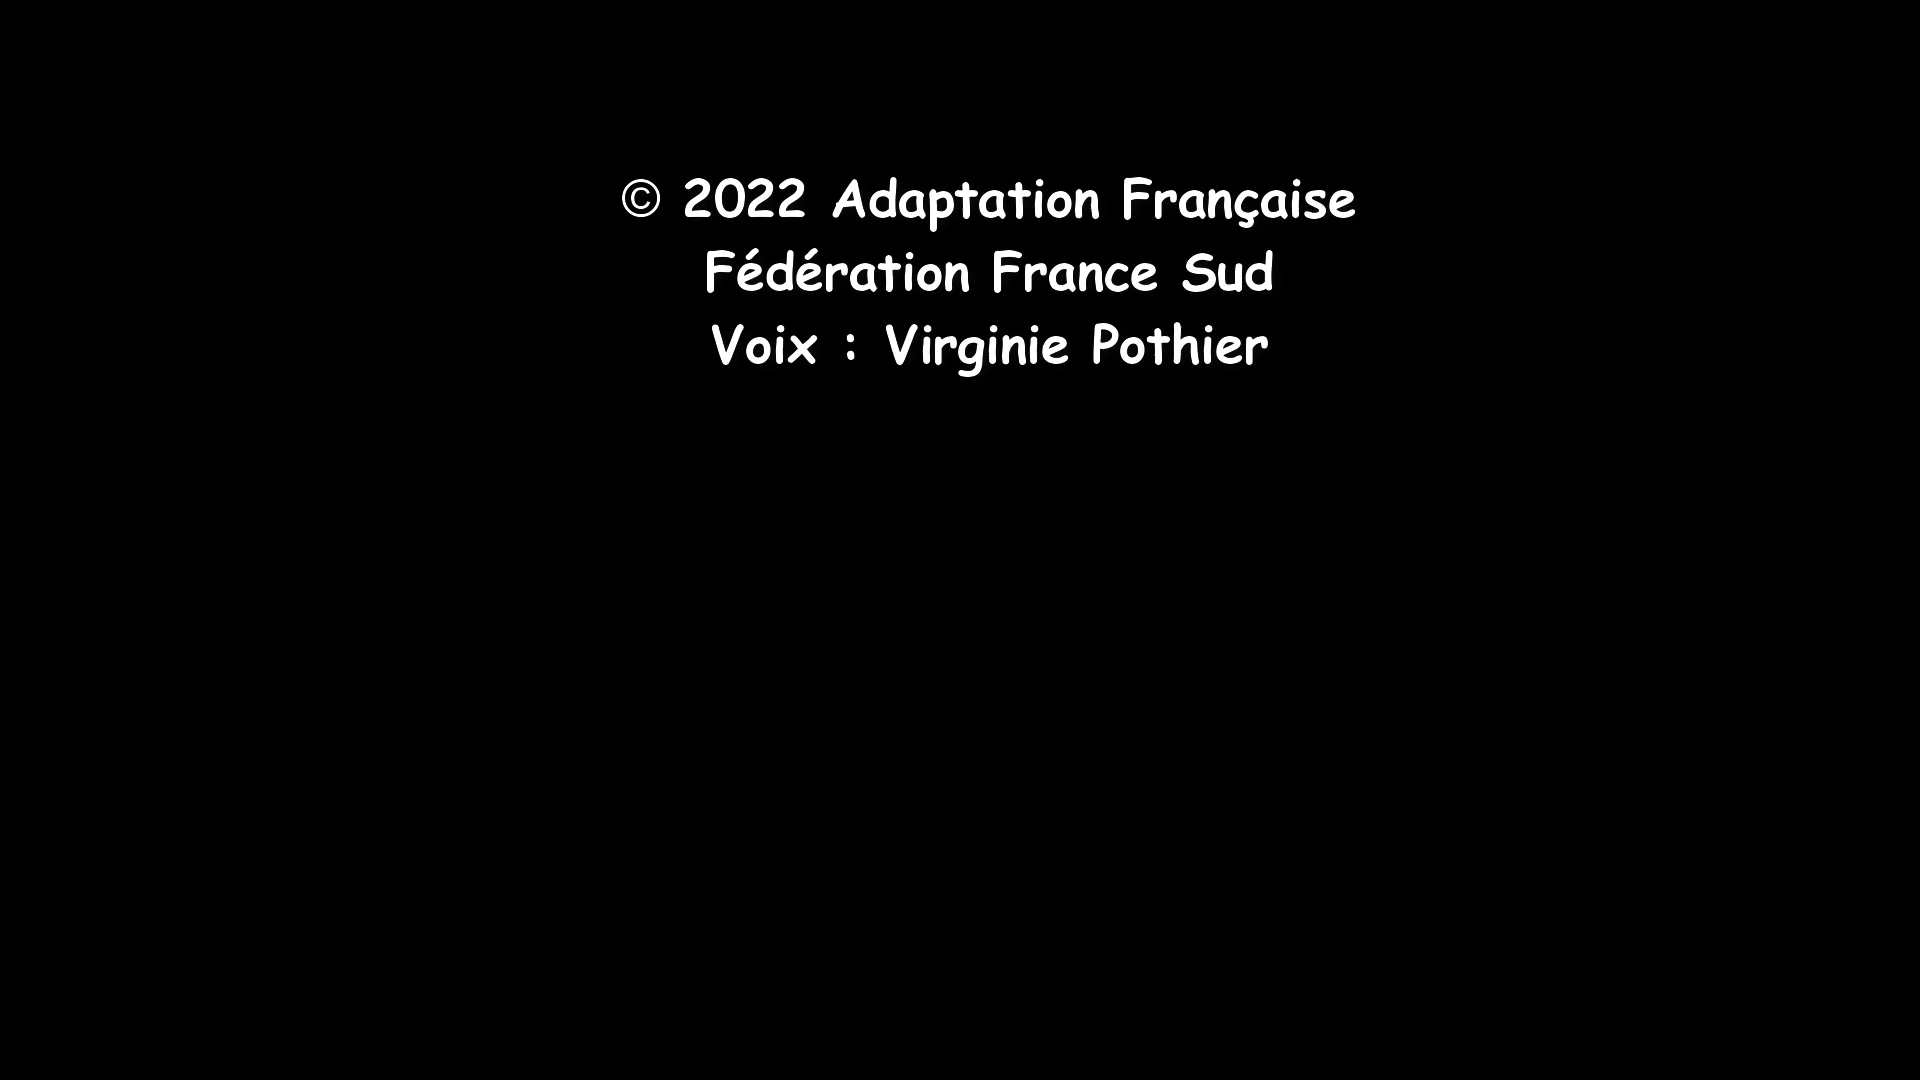 © 2022 Adaptation Française
Fédération France Sud
Voix : Virginie Pothier